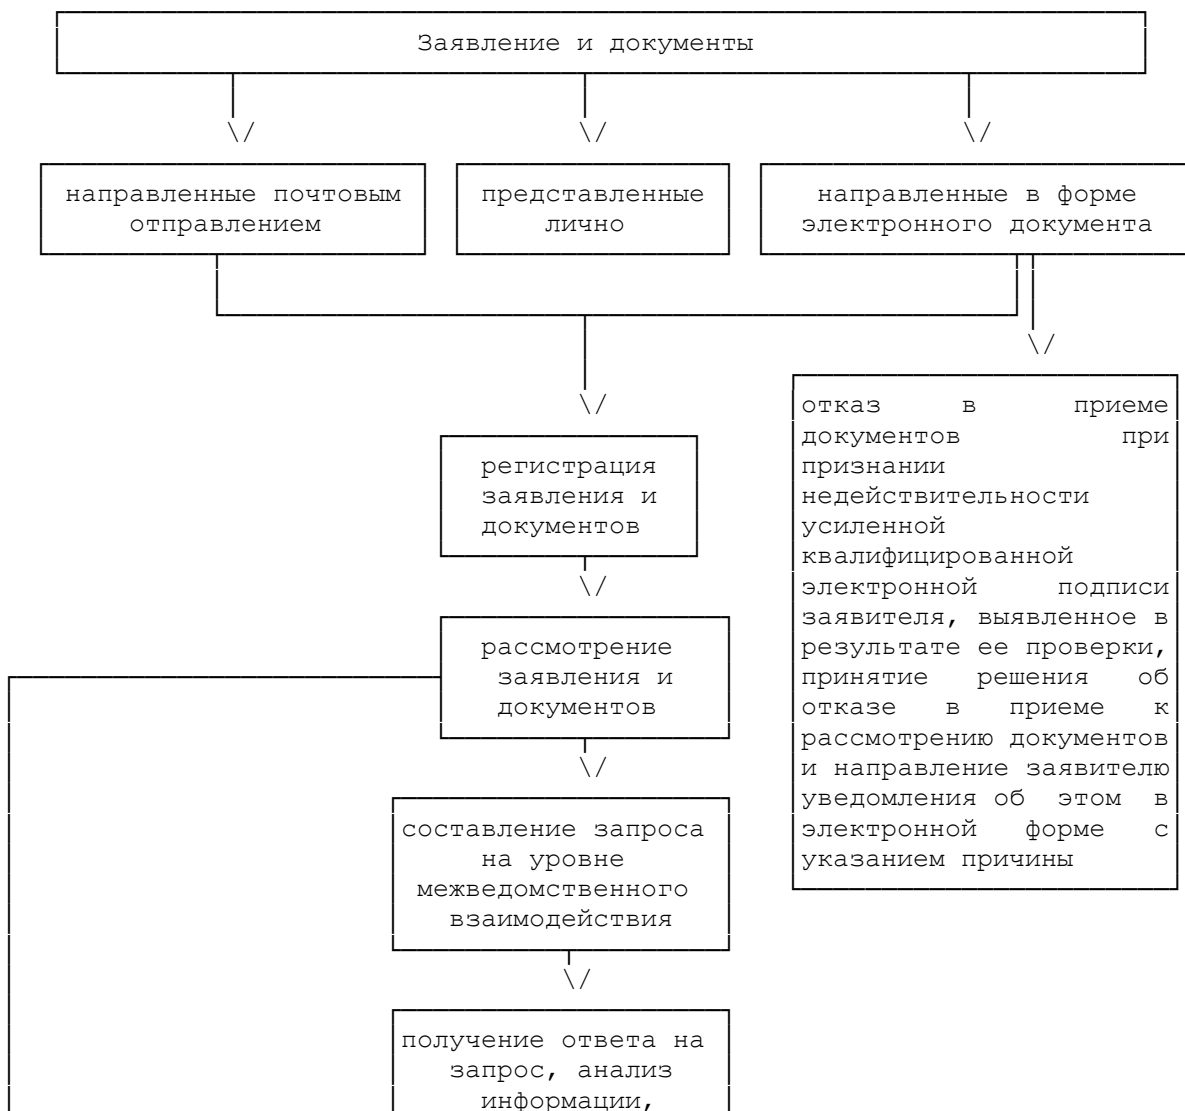 Заявление и документы
направленные почтовым
отправлением
представленные
лично
направленные в форме
электронного документа
регистрация
заявления и
документов
рассмотрение
заявления и
документов
составление запроса
на уровне
межведомственного
взаимодействия
получение ответа на
запрос, анализ
информации,
отказ в приеме
документов при
признании
недействительности
усиленной
квалифицированной
электронной подписи
заявителя, выявленное в
результате ее проверки,
принятие решения об
отказе в приеме к
рассмотрению документов
и направление заявителю
уведомления об этом в
электронной форме с
указанием причины